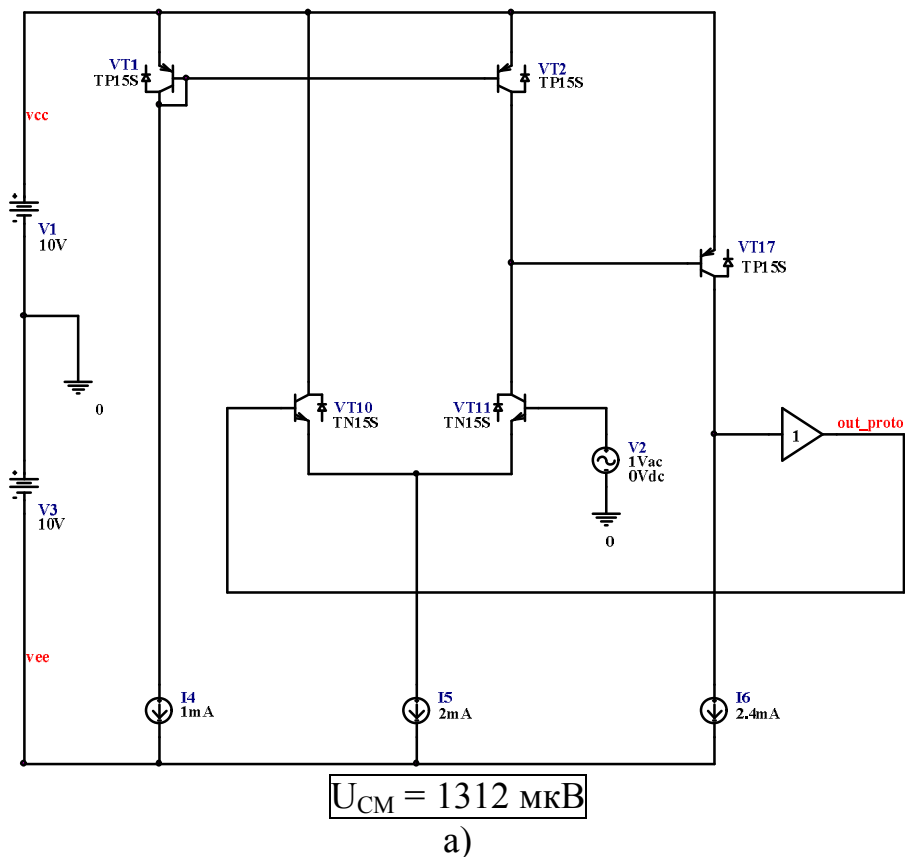 VT1
TP15S
VT2
TP15S
vcc
+
-
V1
10V
VT17
TP15S
0
VT10
TN15S
VT11
TN15S
V2
1Vac
0Vdc
0
1
out_proto
+
-
V3
10V
vee
I4
1mA
I5
2mA
I6
2.4mA
UСМ = 1312 мкВ
а)